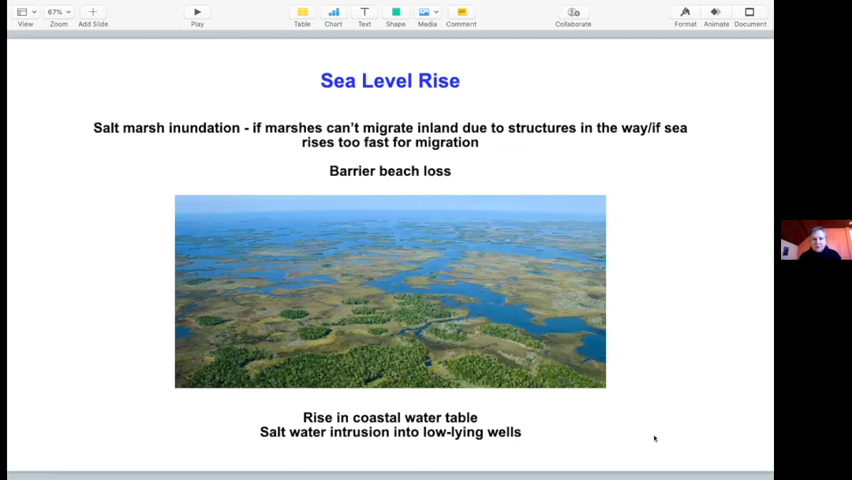 67%
View
Zoom
Add Slide
Play
Table
Chart
Text
Shape
Media
Comment
Collaborate
Format
Animate
Document
Sea Level Rise
Salt marsh inundation - if marshes can't migrate inland due to structures in the way/if sea
rises too fast for migration
Barrier beach loss
Rise in coastal water table
Salt water intrusion into low-lying wells